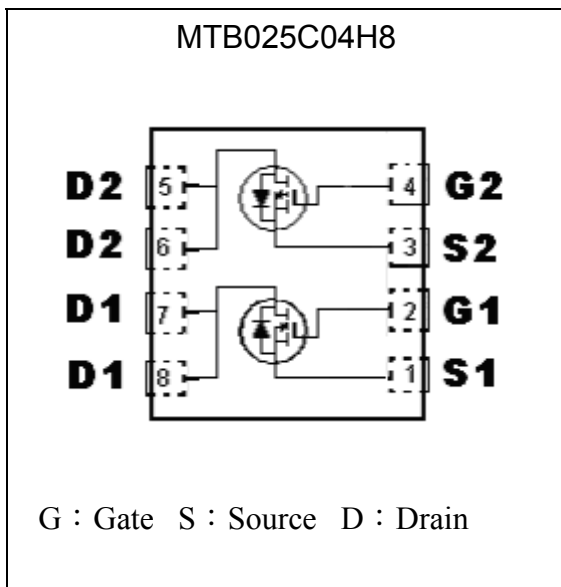 MTB025C04H8
D2 5 4 G2
D2 6 3 S2
D1 7 2 G1
D1 8 1 S1
G：Gate S：Source D：Drain